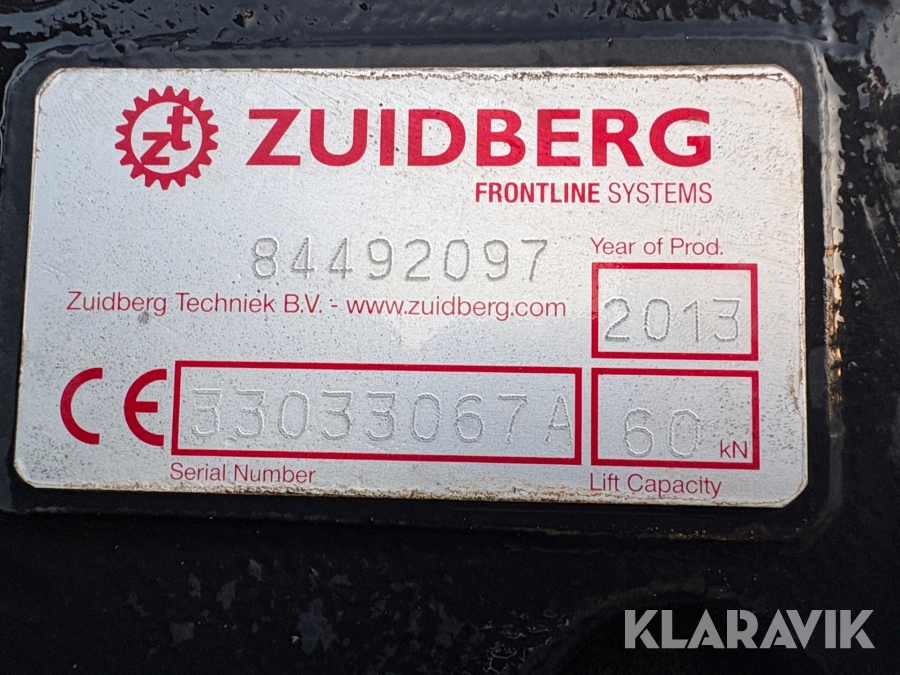 zt ZUIDBERG
FRONTLINE SYSTEMS
84492097
Year of Prod.
Zuidberg Techniek B.V. - www.zuidberg.com
2013
CE
33033067A
60 kN
Serial Number
Lift Capacity
KLARAVIK